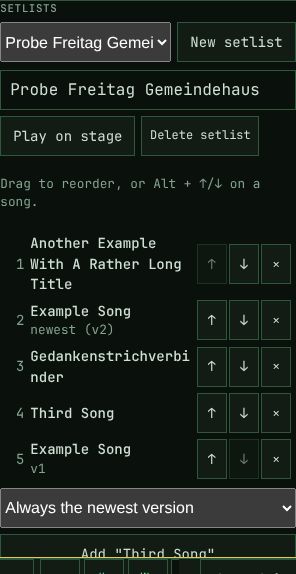 SETLISTS
Probe Freitag Gemei
New setlist
Probe Freitag Gemeindehaus
Play on stage
Delete setlist
Drag to reorder, or Alt + ↑/↓ on a
song.
1 Another Example
With A Rather Long
Title
↑ ↓ ×
2 Example Song
newest (v2)
↑ ↓ ×
3 Gedankenstrichverbi
nder
↑ ↓ ×
4 Third Song
↑ ↓ ×
5 Example Song
v1
↑ ↓ ×
Always the newest version
Add "Third Song"